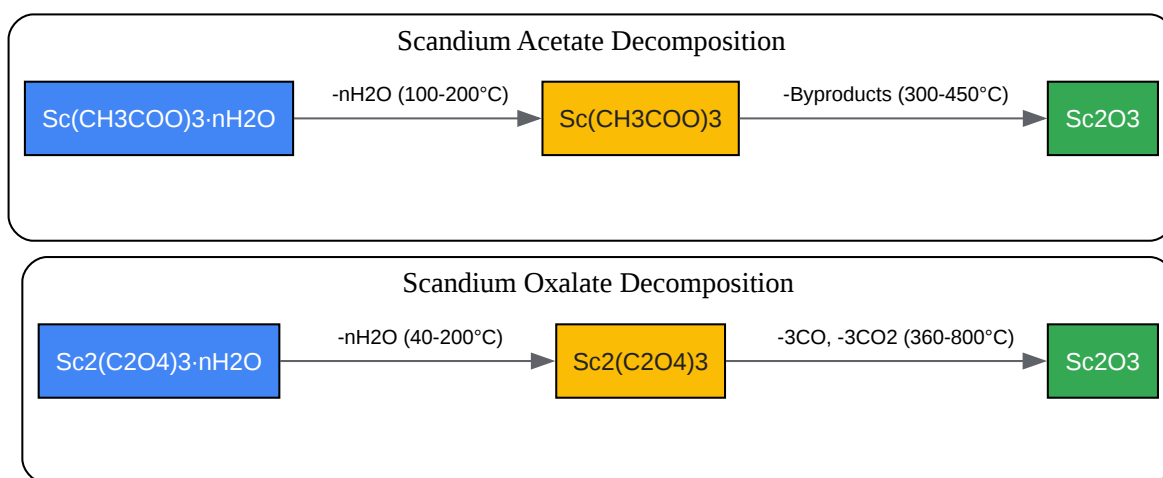 Scandium Acetate Decomposition
Sc(CH3COO)3·nH2O
-nH2O (100-200°C)
Sc(CH3COO)3
-Byproducts (300-450°C)
Sc2O3
Scandium Oxalate Decomposition
Sc2(C2O4)3·nH2O
-nH2O (40-200°C)
Sc2(C2O4)3
-3CO, -3CO2 (360-800°C)
Sc2O3